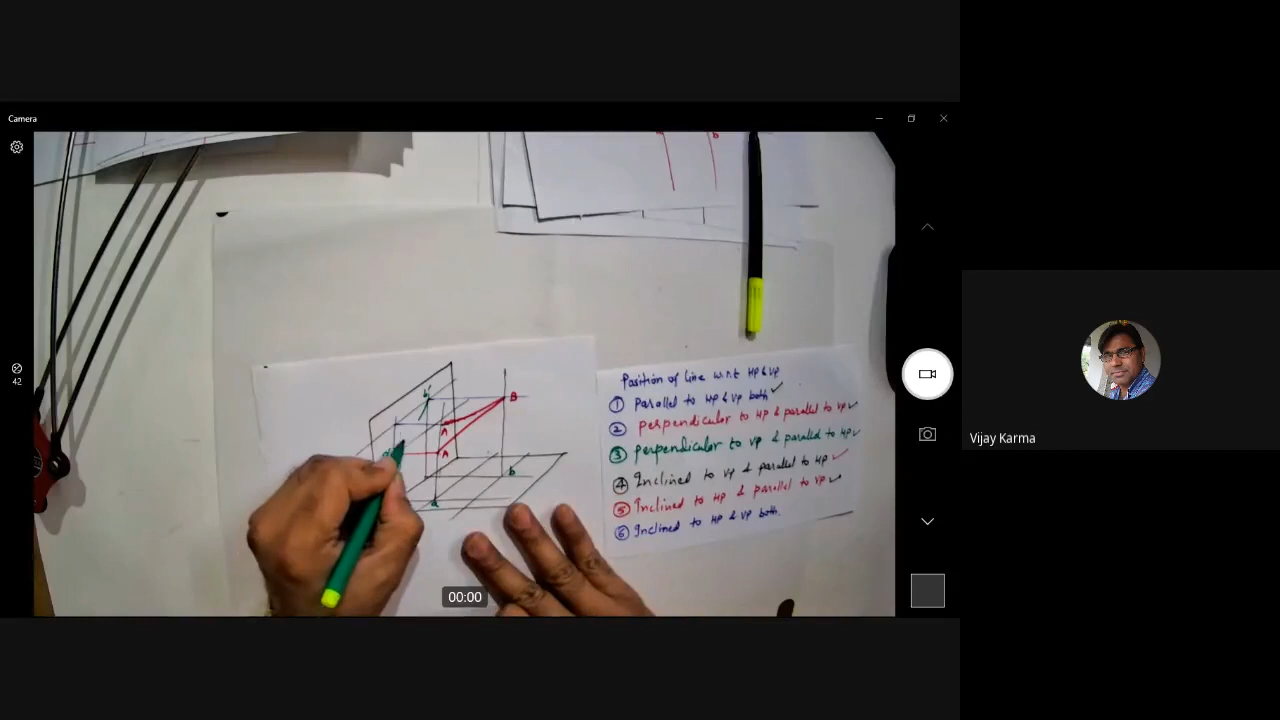 Camera
42
b
Position of line w.r.t HP & VP
① Parallel to HP & VP both ✓
② perpendicular to HP & parallel to VP ✓
③ perpendicular to VP & parallel to HP ✓
④ Inclined to VP & parallel to HP ✓
⑤ Inclined to HP & parallel to VP ✓
⑥ Inclined to HP & VP both.
b'
B
A
A
a'
b
a
00:00
Vijay Karma